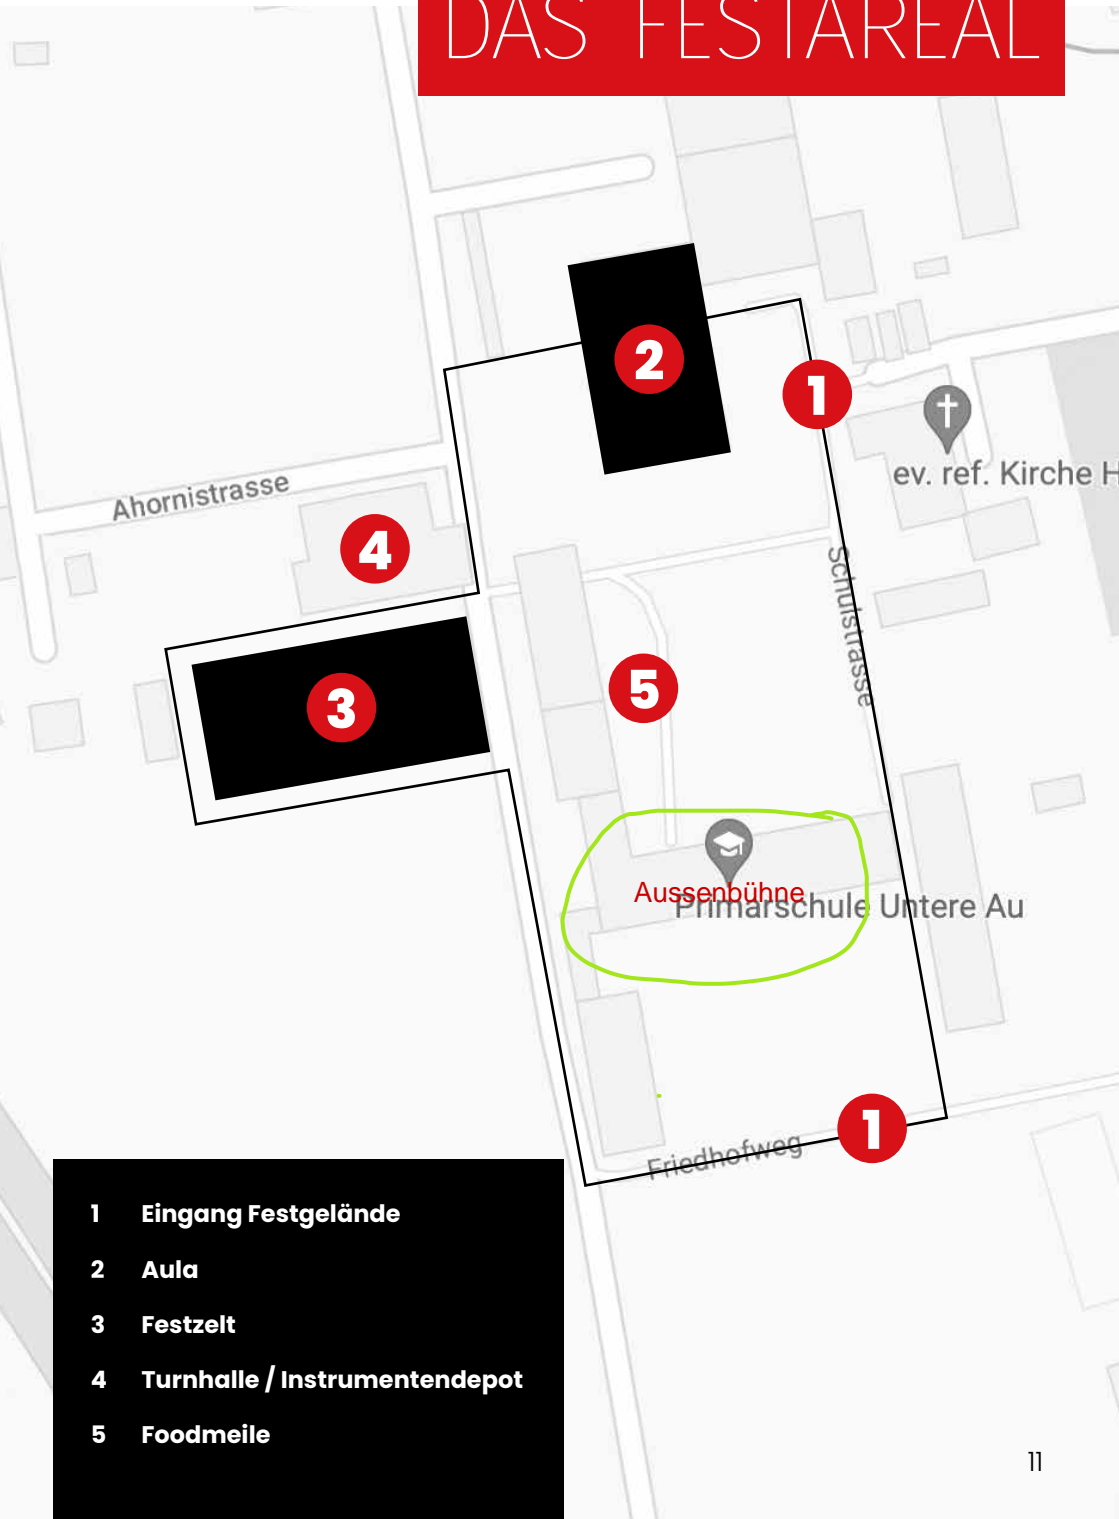 DAS FESTAREAL
2
1
ev. ref. Kirche H
Ahornistrasse
4
Schulstrasse
5
3
Aussenbühne
Primarschule Untere Au
1
Friedhofweg
1 Eingang Festgelände
2 Aula
3 Festzelt
4 Turnhalle / Instrumentendepot
5 Foodmeile
11